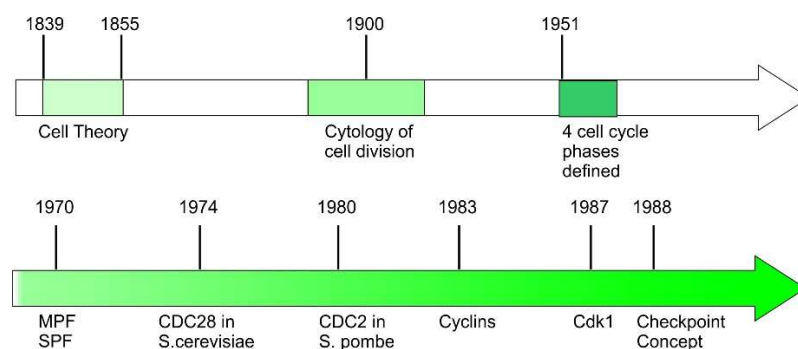 1839 1855 1900 1951
Cell Theory
Cytology of
cell division
4 cell cycle
phases
defined
1970 1974 1980 1983 1987 1988
MPF
SPF
CDC28 in
S.cerevisiae
CDC2 in
S. pombe
Cyclins
Cdk1
Checkpoint
Concept